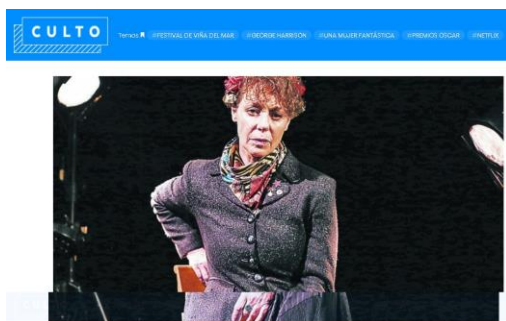 CULTO
Temas #FESTIVAL DE VIÑA DEL MAR #GEORGE HARRISON #UNA MUJER FANTÁSTICA #PREMIOS OSCAR #NETFLIX